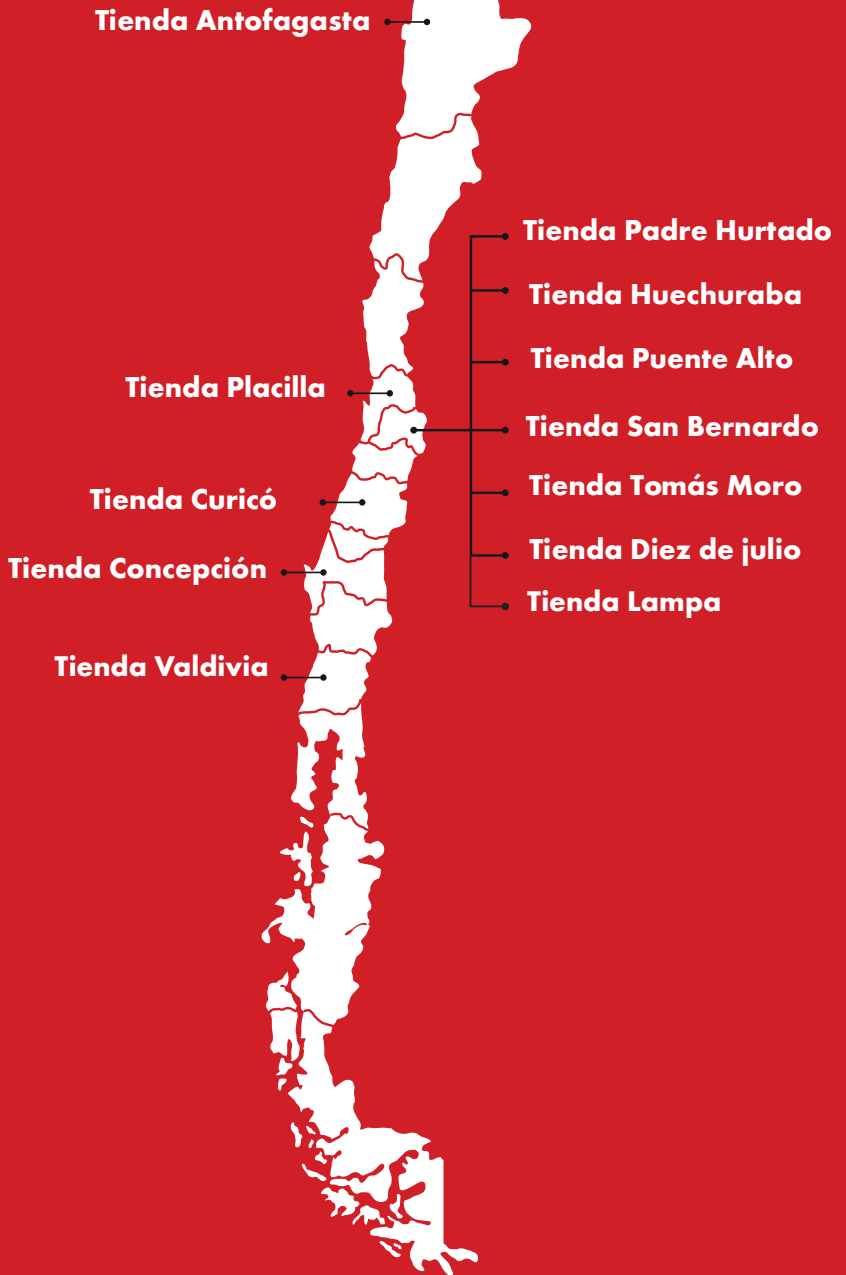 Tienda Antofagasta
Tienda Padre Hurtado
Tienda Huechuraba
Tienda Puente Alto
Tienda Placilla
Tienda San Bernardo
Tienda Tomás Moro
Tienda Curicó
Tienda Diez de julio
Tienda Concepción
Tienda Lampa
Tienda Valdivia